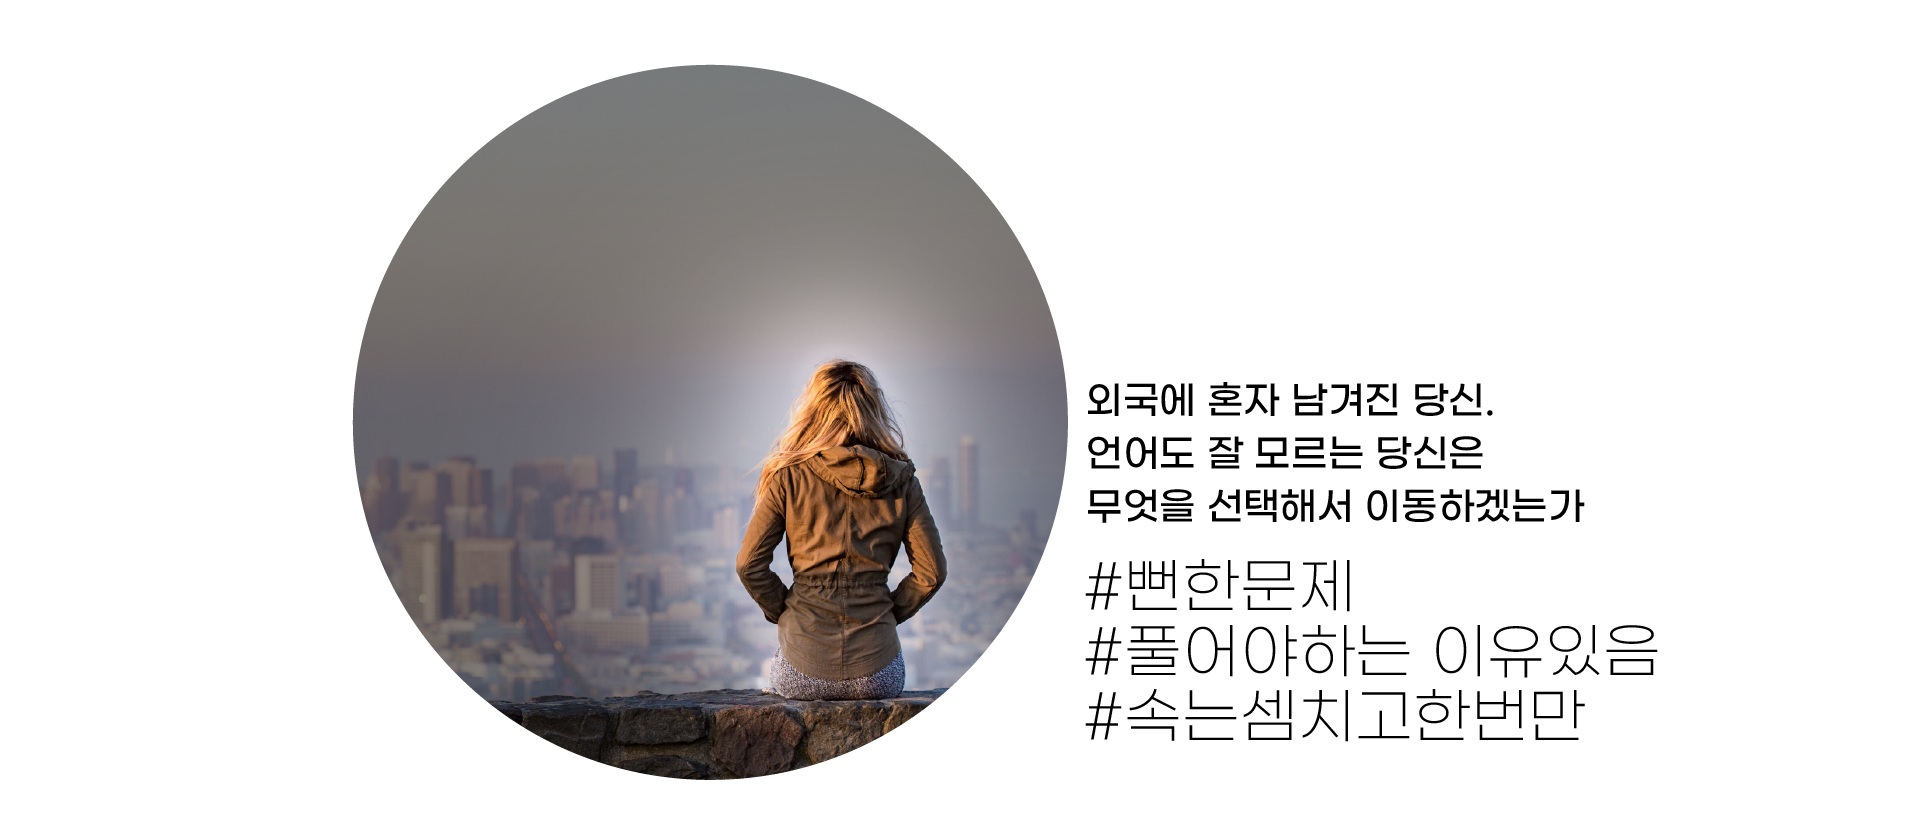 외국에 혼자 남겨진 당신.
언어도 잘 모르는 당신은
무엇을 선택해서 이동하겠는가
#뻔한문제
#풀어야하는 이유있음
#속는셈치고한번만